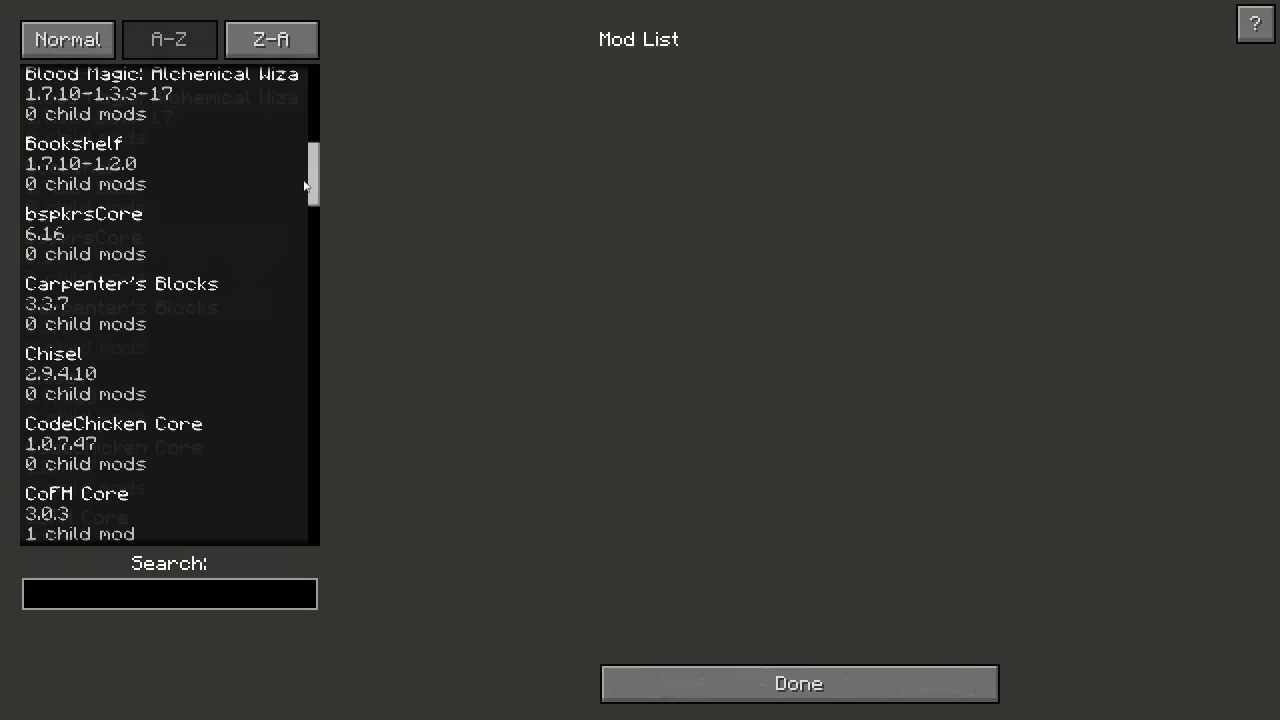 Normal
A-Z
Z-A
Mod List
?
Blood Magic: Alchemical Wiza
1.7.10-1.3.3-17
0 child mods
Bookshelf
1.7.10-1.2.0
0 child mods
bspkrsCore
6.16
0 child mods
Carpenter's Blocks
3.3.7
0 child mods
Chisel
2.9.4.10
0 child mods
CodeChicken Core
1.0.7.47
0 child mods
CoFH Core
3.0.3
1 child mod
Search:
Done